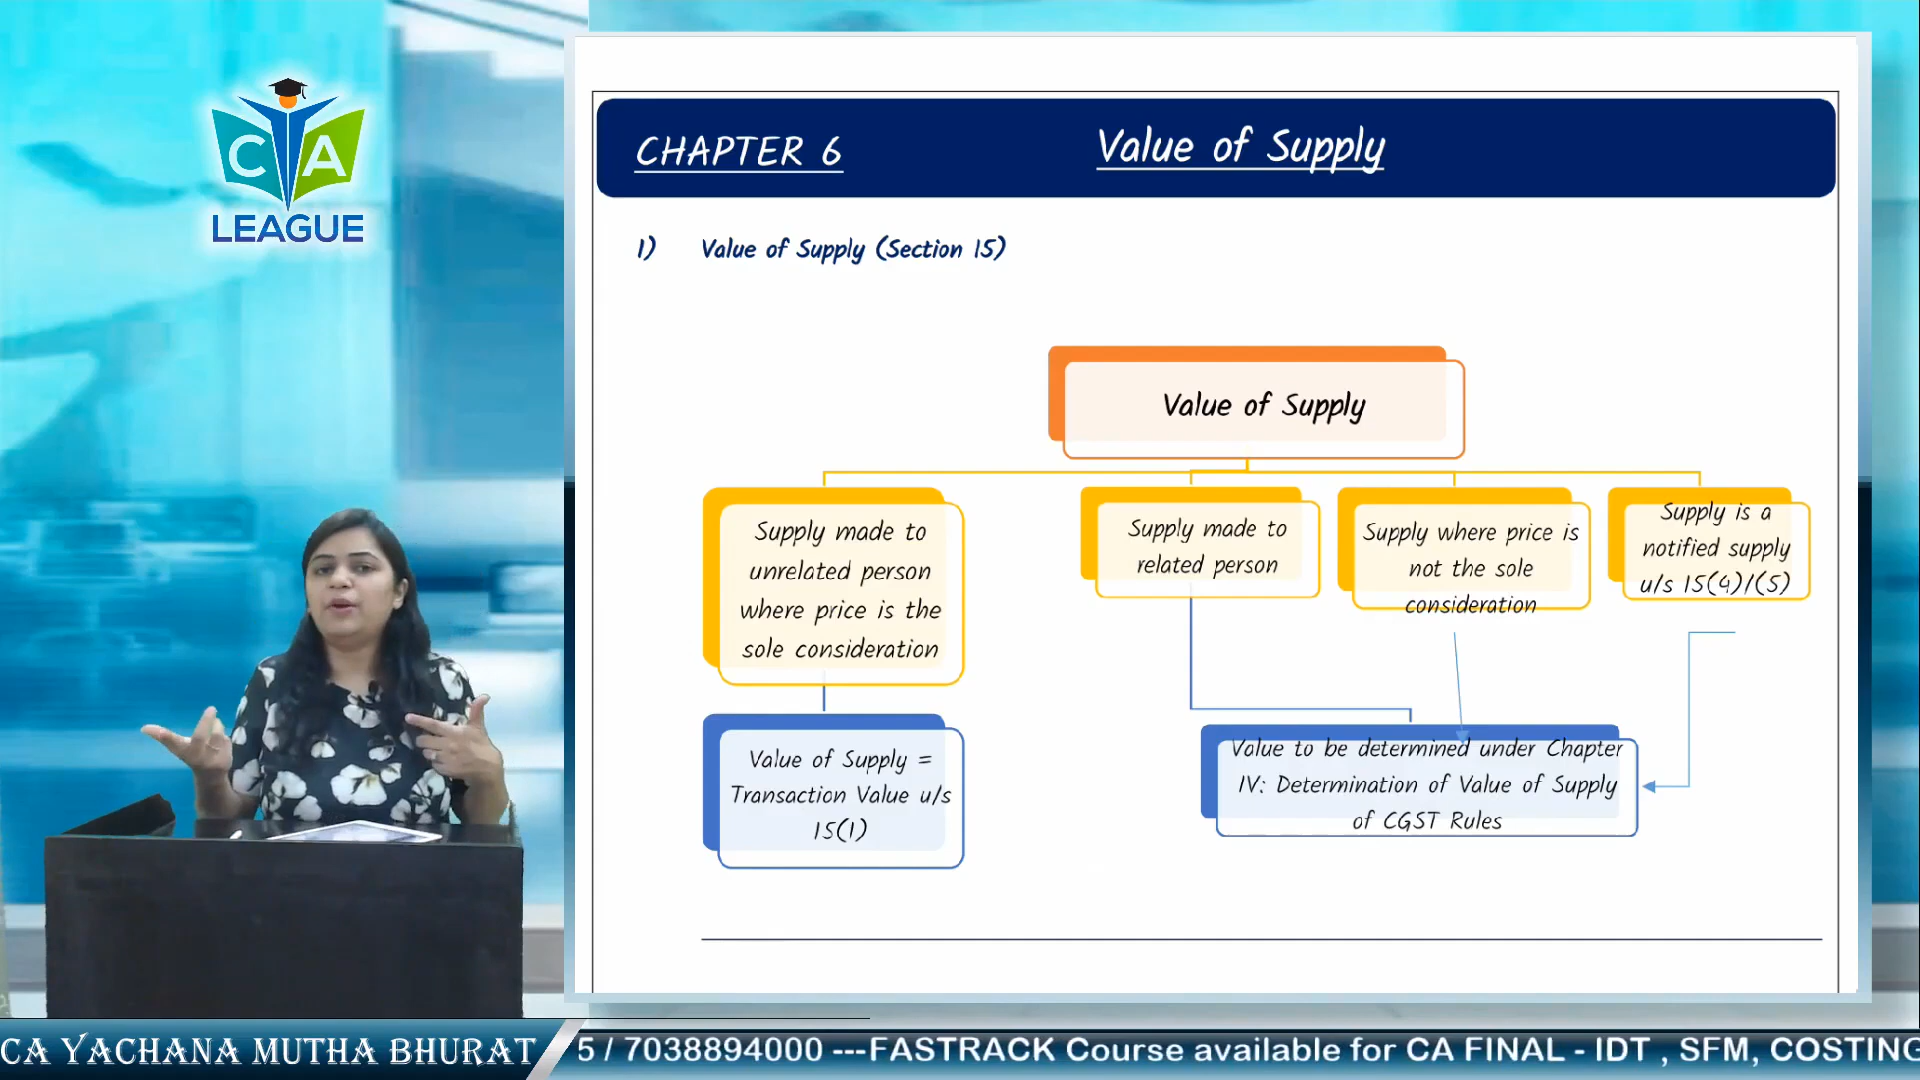 CA
LEAGUE
CHAPTER 6
Value of Supply
1) Value of Supply (Section 15)
Value of Supply
Supply made to
unrelated person
where price is the
sole consideration
Supply made to
related person
Supply where price is
not the sole
consideration
Supply is a
notified supply
u/s 15(4)/(5)
Value of Supply =
Transaction Value u/s
15(1)
Value to be determined under Chapter
IV: Determination of Value of Supply
of CGST Rules
CA YACHANA MUTHA BHURAT
5 / 7038894000 ---FASTRACK Course available for CA FINAL - IDT , SFM, COSTING